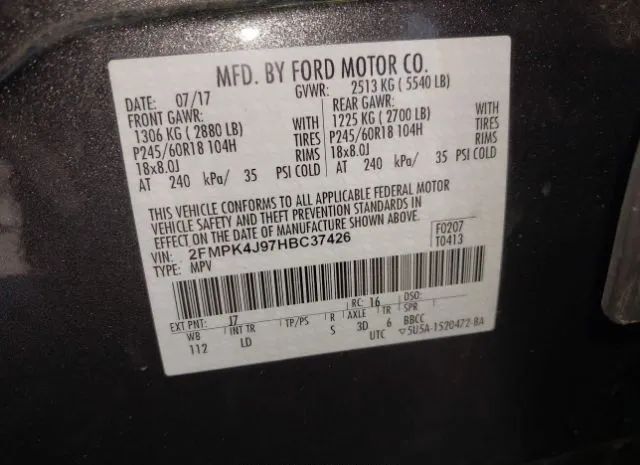 MFD. BY FORD MOTOR CO.
DATE: 07/17 GVWR: 2513 KG ( 5540 LB)
FRONT GAWR: REAR GAWR:
1306 KG ( 2880 LB) WITH 1225 KG ( 2700 LB) WITH
P245/60R18 104H TIRES P245/60R18 104H TIRES
18x8.0J RIMS 18x8.0J RIMS
AT 240 kPa/ 35 PSI COLD AT 240 kPa/ 35 PSI COLD
THIS VEHICLE CONFORMS TO ALL APPLICABLE FEDERAL MOTOR
VEHICLE SAFETY AND THEFT PREVENTION STANDARDS IN
EFFECT ON THE DATE OF MANUFACTURE SHOWN ABOVE.
VIN: 2FMPK4J97HBC37426 F0207
TYPE: MPV T0413
EXT PNT: J7 RC: 16 DSO:
WB INT TR TP/PS R AXLE TR SPR
112 LD S 3D 6 BBCC
UTC ▽5U5A-1520472-BA